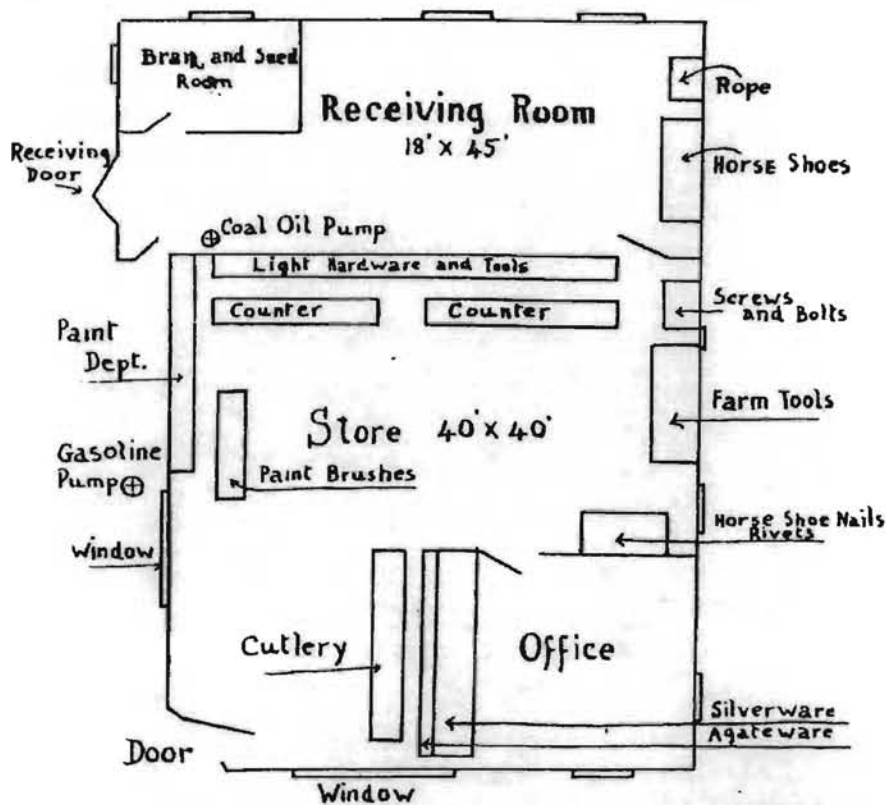 Bran and Seed
Room
Receiving Room
18' X 45'
Rope
Receiving
Door
Horse Shoes
Coal Oil Pump
Light Hardware and Tools
Counter
Counter
Screws
and Bolts
Paint
Dept.
Farm Tools
Store 40' X 40'
Gasoline
Pump
Paint Brushes
Horse Shoe Nails
Rivets
Window
Cutlery
Office
Silverware
Agateware
Door
Window